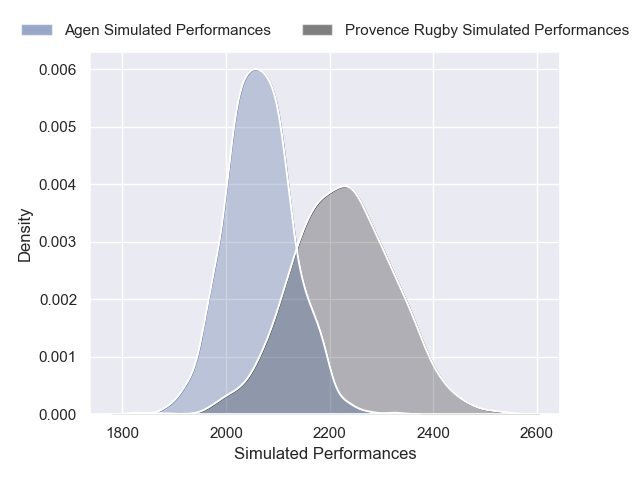 Agen Simulated Performances Provence Rugby Simulated Performances
0.006
0.005
0.004
0.003
0.002
0.001
0.000
Density
1800 2000 2200 2400 2600
Simulated Performances